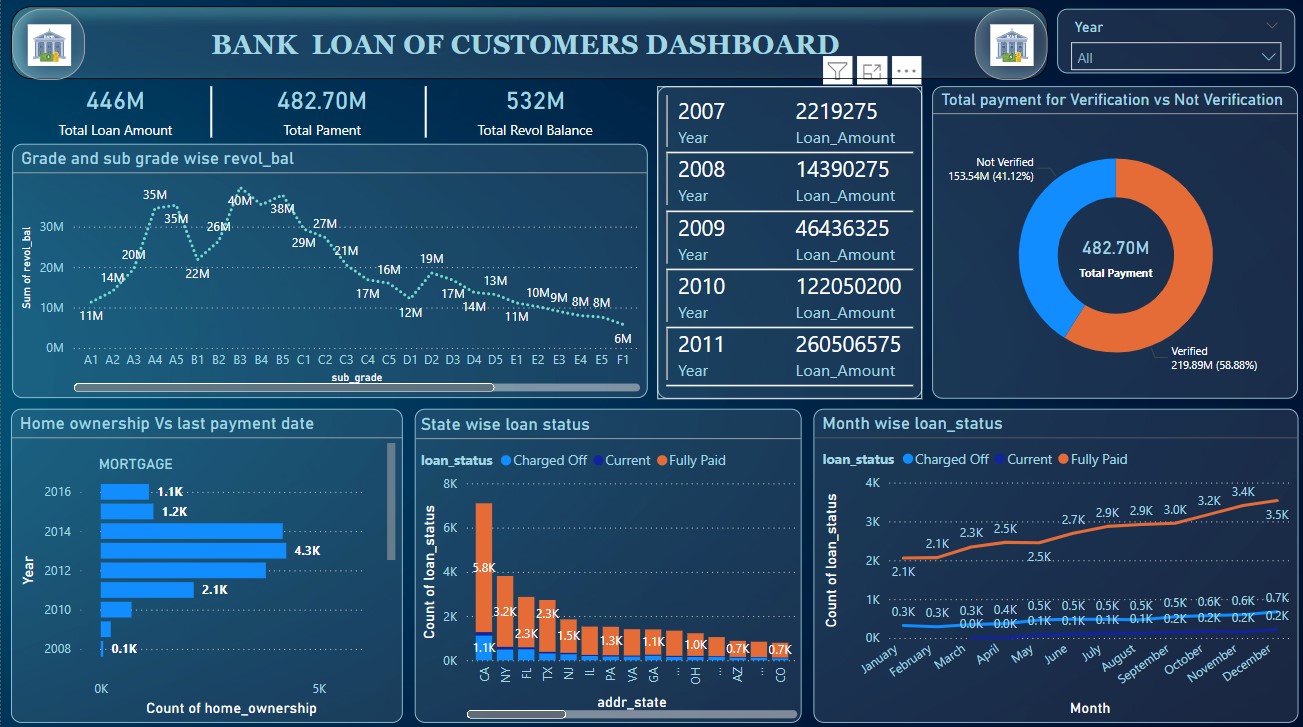 BANK LOAN OF CUSTOMERS DASHBOARD
Year
All
446M
Total Loan Amount
482.70M
Total Pament
532M
Total Revol Balance
Grade and sub grade wise revol_bal
Sum of revol_bal
30M
20M
10M
0M
11M
14M
20M
35M
35M
22M
26M
40M
38M
29M
27M
21M
17M
16M
12M
19M
17M
14M
13M
11M
10M
9M
8M
8M
6M
A1 A2 A3 A4 A5 B1 B2 B3 B4 B5 C1 C2 C3 C4 C5 D1 D2 D3 D4 D5 E1 E2 E3 E4 E5 F1
sub_grade
2007 2219275
Year Loan_Amount
2008 14390275
Year Loan_Amount
2009 46436325
Year Loan_Amount
2010 122050200
Year Loan_Amount
2011 260506575
Year Loan_Amount
Total payment for Verification vs Not Verification
Not Verified
153.54M (41.12%)
482.70M
Total Payment
Verified
219.89M (58.88%)
Home ownership Vs last payment date
MORTGAGE
Year
2016 1.1K
1.2K
2014
4.3K
2012
2.1K
2010
2008 0.1K
0K 5K
Count of home_ownership
State wise loan status
loan_status Charged Off Current Fully Paid
Count of loan_status
8K
6K
4K
2K
0K
5.8K
1.1K
3.2K
2.3K
2.3K
1.5K
1.3K
1.1K
1.0K
0.7K
0.7K
CA NY FL TX NJ IL PA VA GA ... OH ... AZ ... CO
addr_state
Month wise loan_status
loan_status Charged Off Current Fully Paid
Count of loan_status
4K
3K
2K
1K
0K
2.1K 2.1K 2.3K 2.5K 2.5K 2.7K 2.9K 2.9K 3.0K 3.2K 3.4K 3.5K
0.3K 0.3K 0.3K 0.4K 0.5K 0.5K 0.5K 0.5K 0.5K 0.6K 0.6K 0.7K
0.0K 0.0K 0.1K 0.1K 0.1K 0.1K 0.2K 0.2K 0.2K 0.2K
January February March April May June July August September October November December
Month